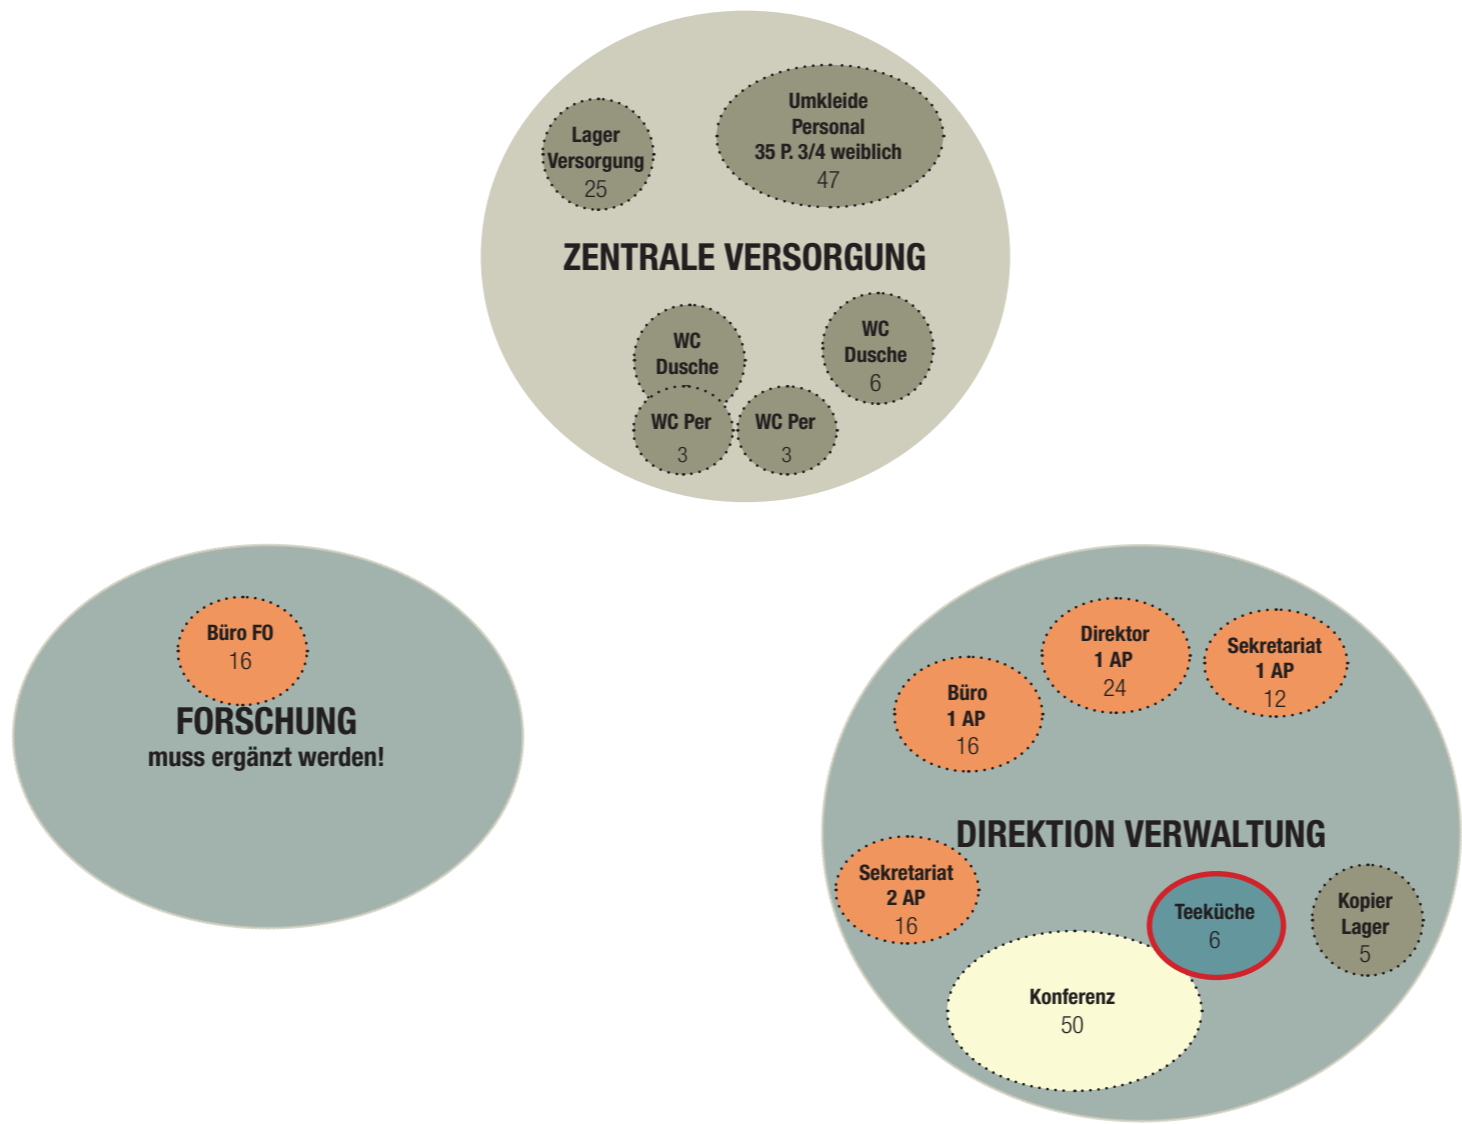 Umkleide
Personal
35 P. 3/4 weiblich
47
Lager
Versorgung
25
ZENTRALE VERSORGUNG
WC
Dusche
WC
Dusche
6
WC Per
3
WC Per
3
Büro FO
16
FORSCHUNG
muss ergänzt werden!
Direktor
1 AP
24
Sekretariat
1 AP
12
Büro
1 AP
16
DIREKTION VERWALTUNG
Sekretariat
2 AP
16
Teeküche
6
Kopier
Lager
5
Konferenz
50